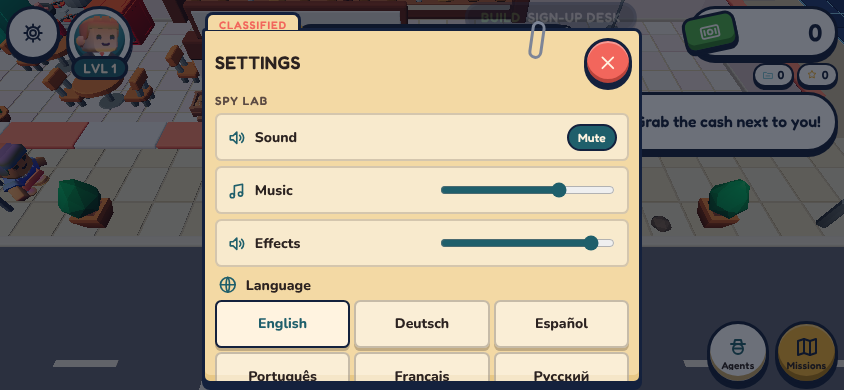 CLASSIFIED
BUILD SIGN-UP DESK
SETTINGS
0
LVL 1
0
0
SPY LAB
Sound
Mute
Grab the cash next to you!
Music
Effects
Language
English
Deutsch
Español
Português
Français
Русский
Agents
Missions